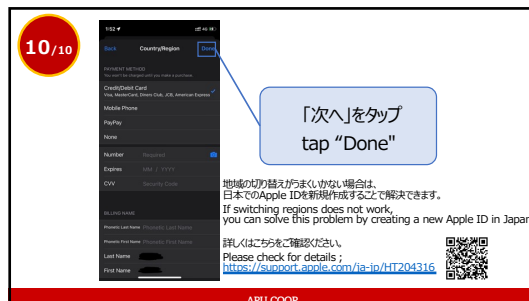 10/10
1:52
Back Country/Region Done
PAYMENT METHOD
You won't be charged until you make a purchase.
Credit/Debit Card
Visa, MasterCard, Diners Club, JCB, American Express
Mobile Phone
PayPay
None
Number Required
Expires MM / YYYY
CVV Security Code
BILLING NAME
Phonetic Last Name Phonetic Last Name
Phonetic First Name Phonetic First Name
Last Name
First Name
「次へ」をタップ
tap “Done"
地域の切り替えがうまくいかない場合は、
日本でのApple IDを新規作成することで解決できます。
If switching regions does not work,
you can solve this problem by creating a new Apple ID in Japan
詳しくはこちらをご確認ください。
Please check for details ;
https://support.apple.com/ja-jp/HT204316
APU COOP